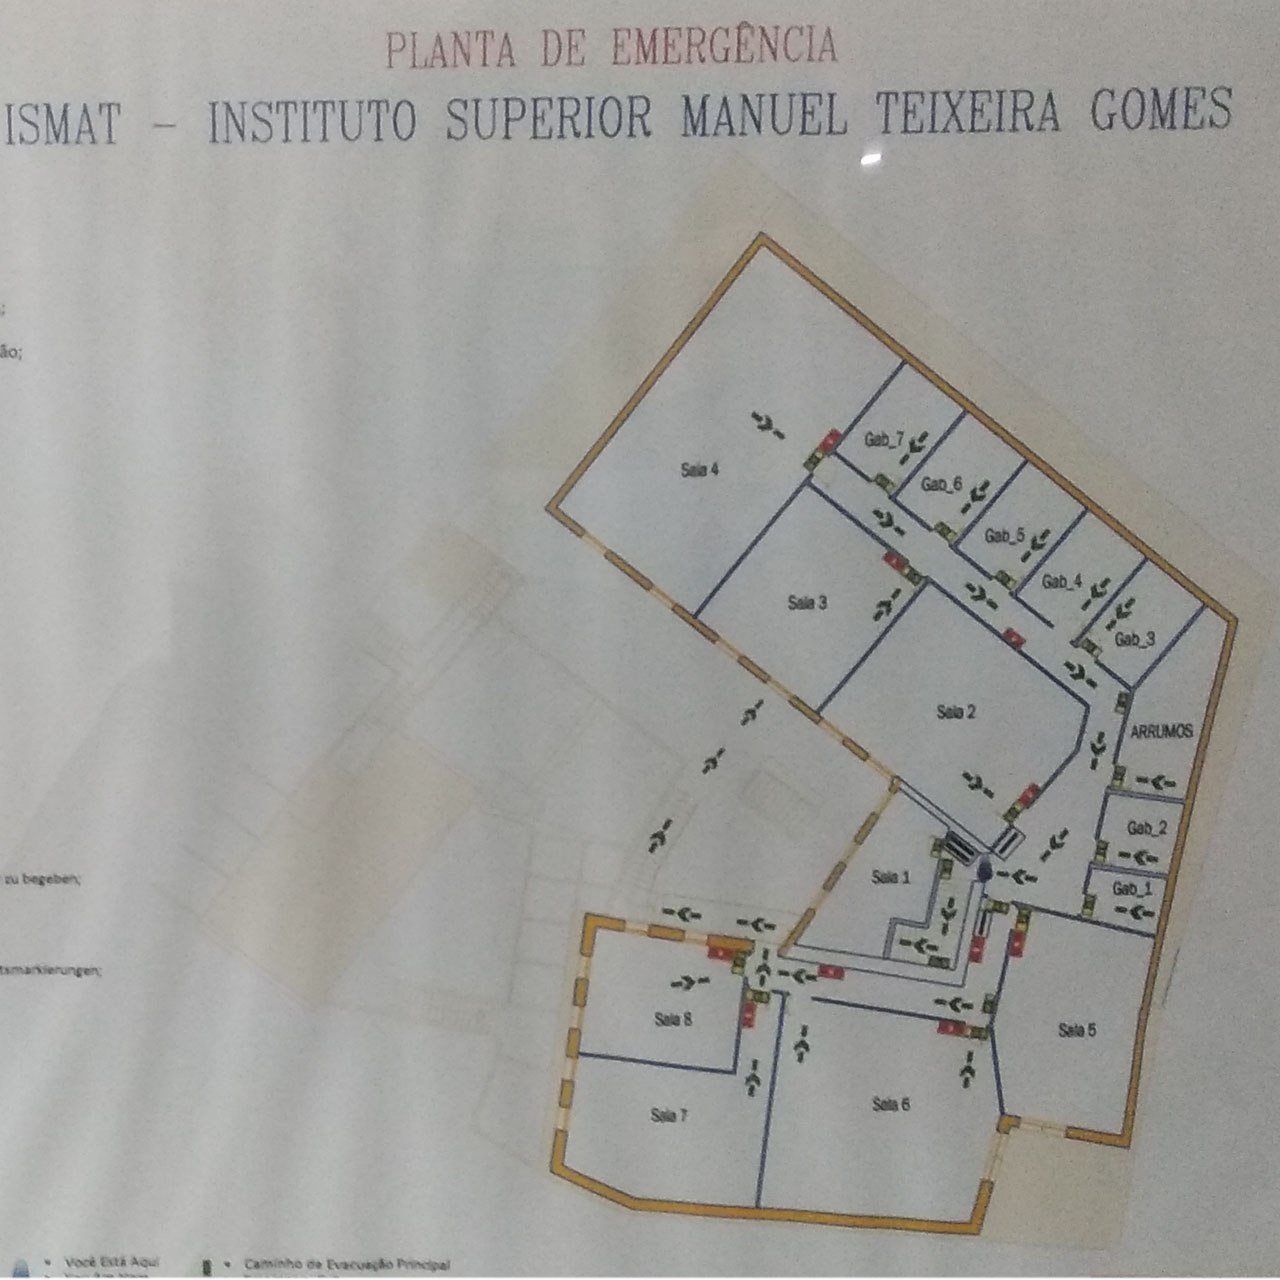 PLANTA DE EMERGÊNCIA
ISMAT - INSTITUTO SUPERIOR MANUEL TEIXEIRA GOMES
ão;
Gab_7
Sala 4
Gab_6
Gab_5
Gab_4
Sala 3
Gab_3
Sala 2
ARRUMOS
Gab_2
Sala 1
zu begeben;
Gab_1
tsmarkierungen;
Sala 8
Sala 5
Sala 6
Sala 7
• Você Está Aqui
• Caminho de Evacuação Principal